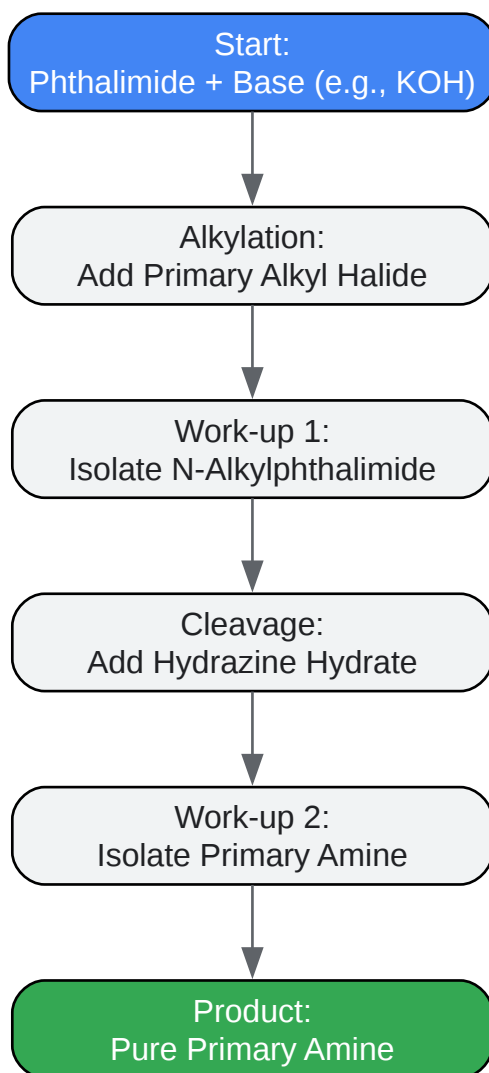 Start:
Phthalimide + Base (e.g., KOH)
Alkylation:
Add Primary Alkyl Halide
Work-up 1:
Isolate N-Alkylphthalimide
Cleavage:
Add Hydrazine Hydrate
Work-up 2:
Isolate Primary Amine
Product:
Pure Primary Amine